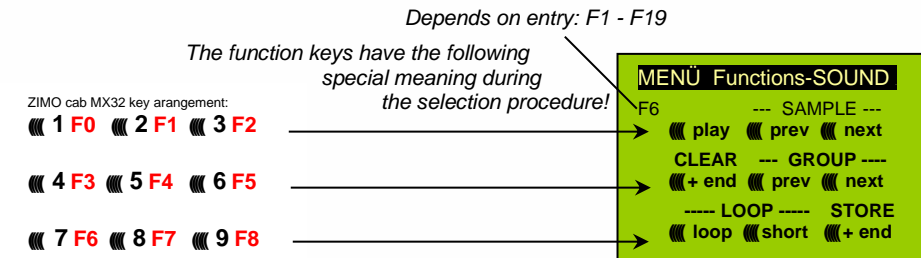 Depends on entry: F1 - F19
The function keys have the following
special meaning during
the selection procedure!
ZIMO cab MX32 key arangement:
1 F0 2 F1 3 F2
4 F3 5 F4 6 F5
7 F6 8 F7 9 F8
MENÜ Functions-SOUND
F6 --- SAMPLE ---
play prev next
CLEAR --- GROUP ----
+ end prev next
----- LOOP ----- STORE
loop short + end